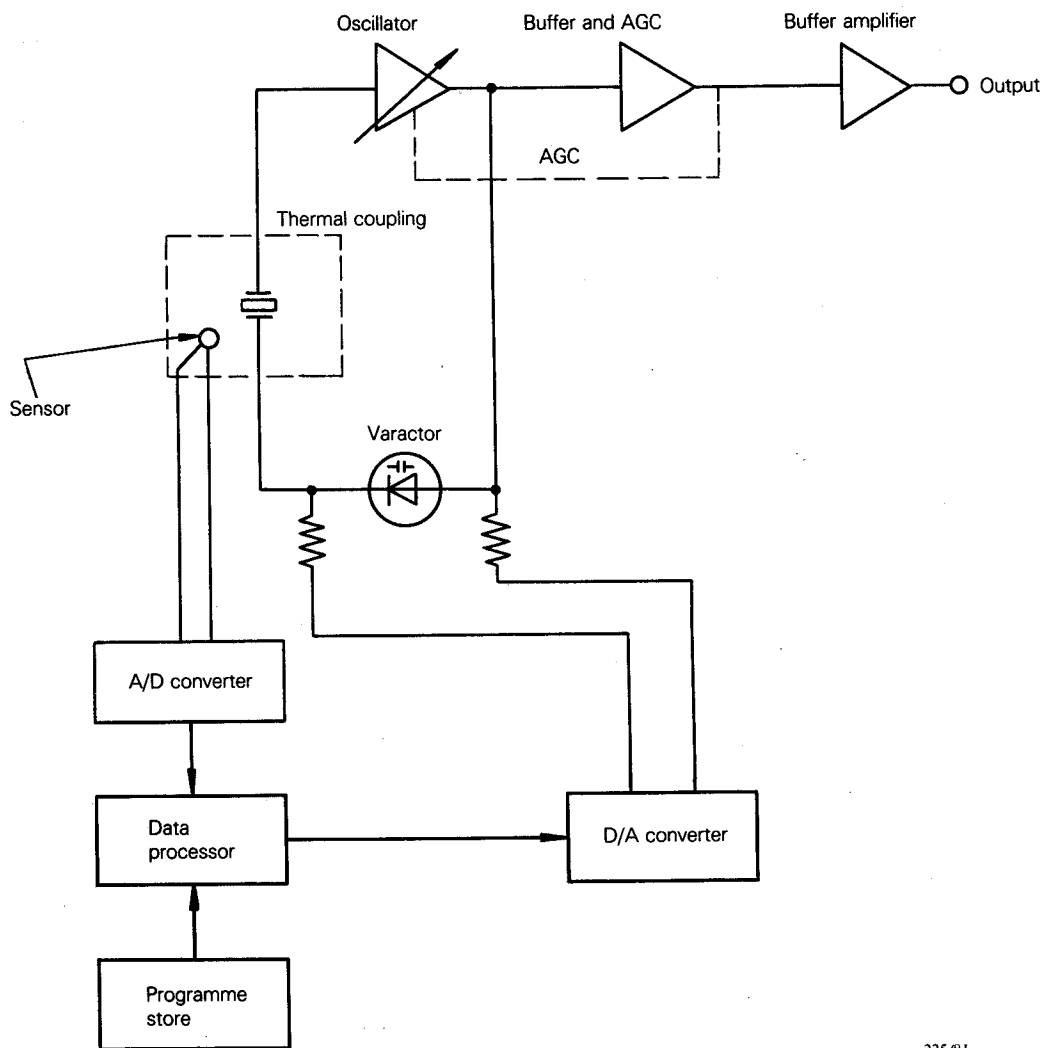 Oscillator
Buffer and AGC
Buffer amplifier
Output
AGC
Thermal coupling
Sensor
Varactor
A/D converter
Data
processor
D/A converter
Programme
store